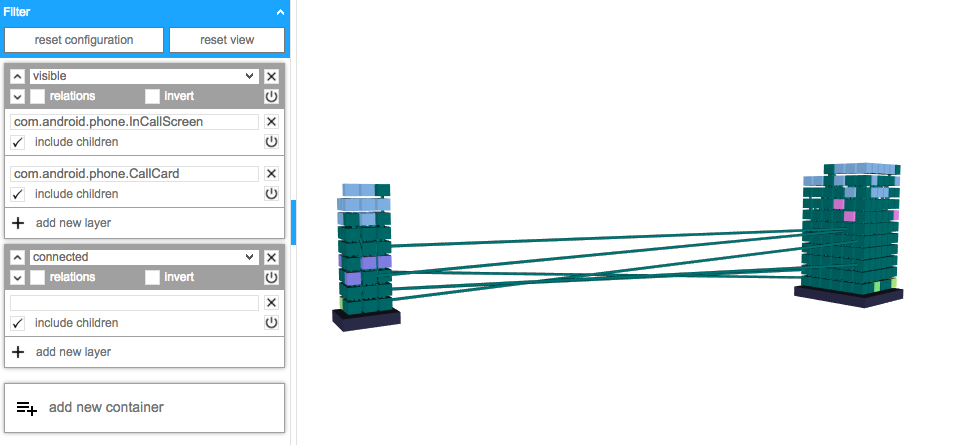 Filter
reset configuration reset view
visible
relations invert
com.android.phone.InCallScreen
include children
com.android.phone.CallCard
include children
add new layer
connected
relations invert
include children
add new layer
add new container